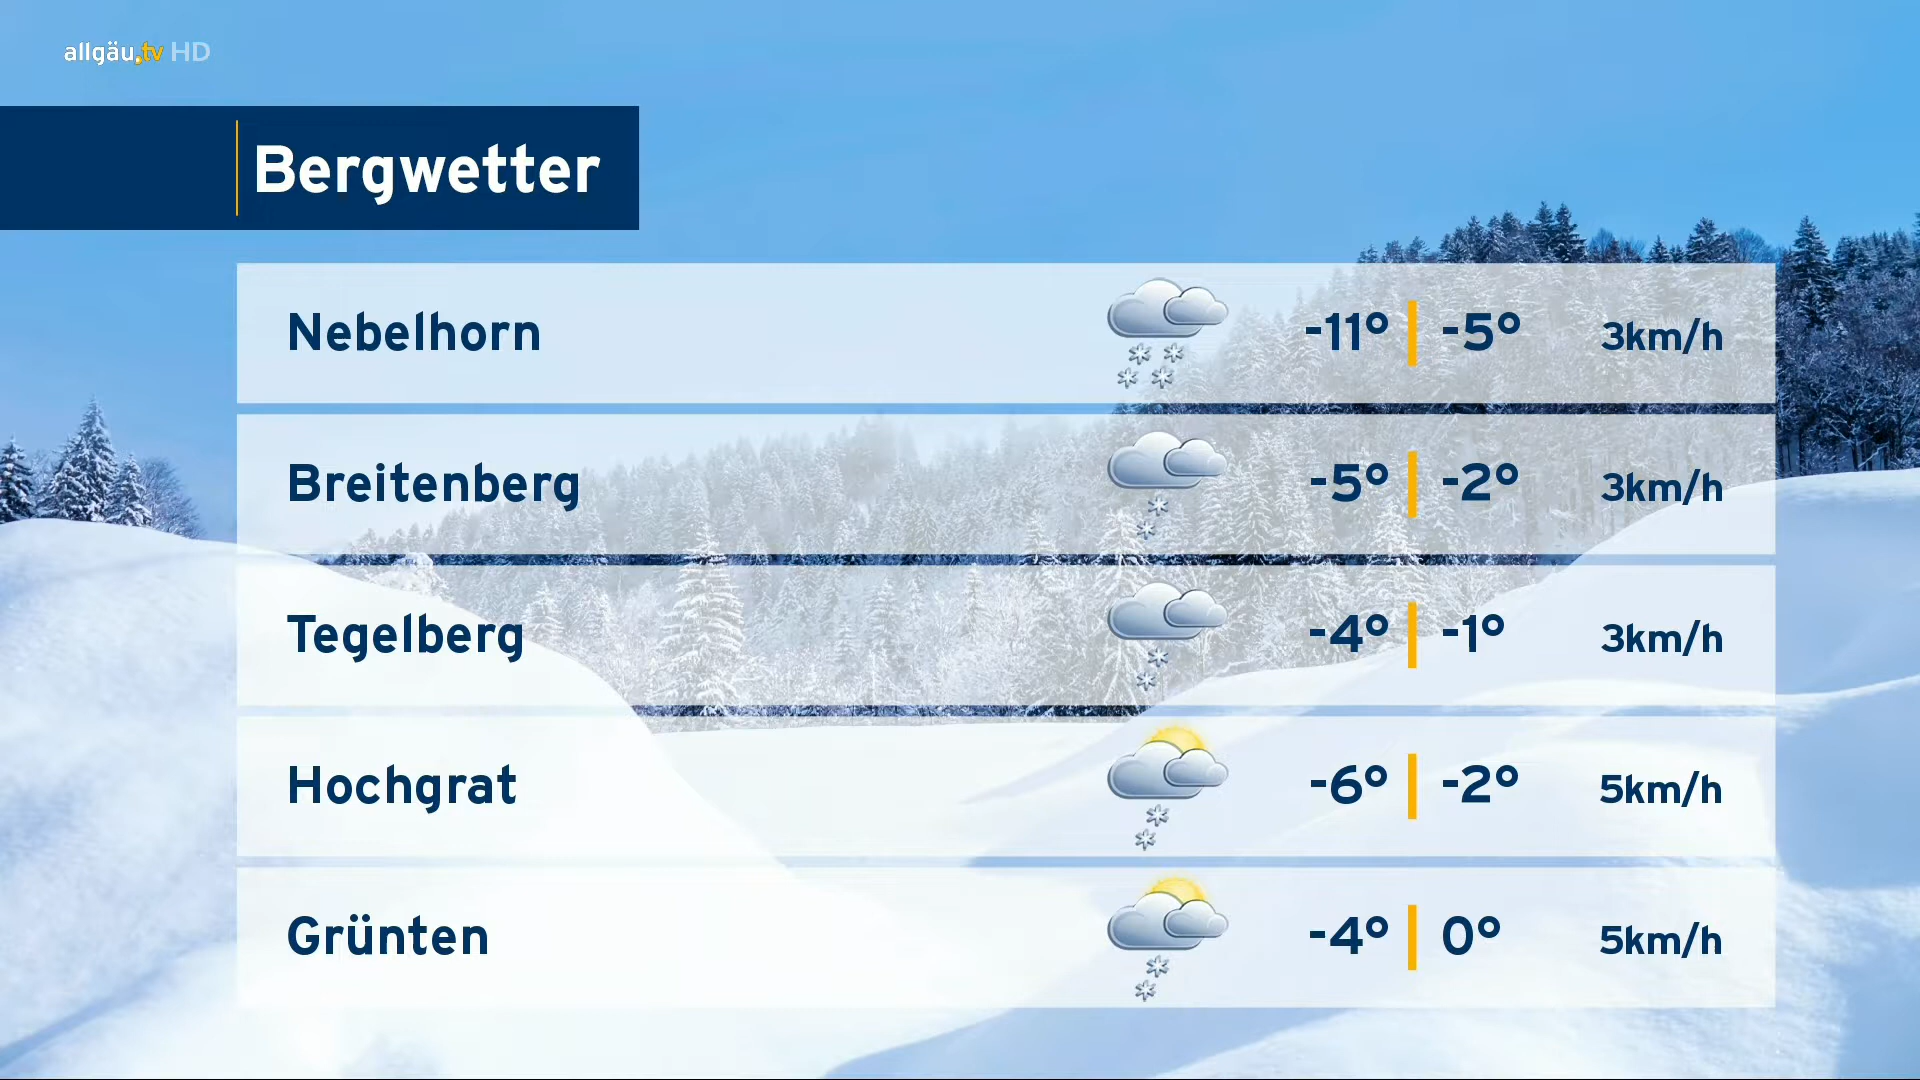 allgäu.tv HD
Bergwetter
Nebelhorn -11° -5° 3km/h
Breitenberg -5° -2° 3km/h
Tegelberg -4° -1° 3km/h
Hochgrat -6° -2° 5km/h
Grünten -4° 0° 5km/h